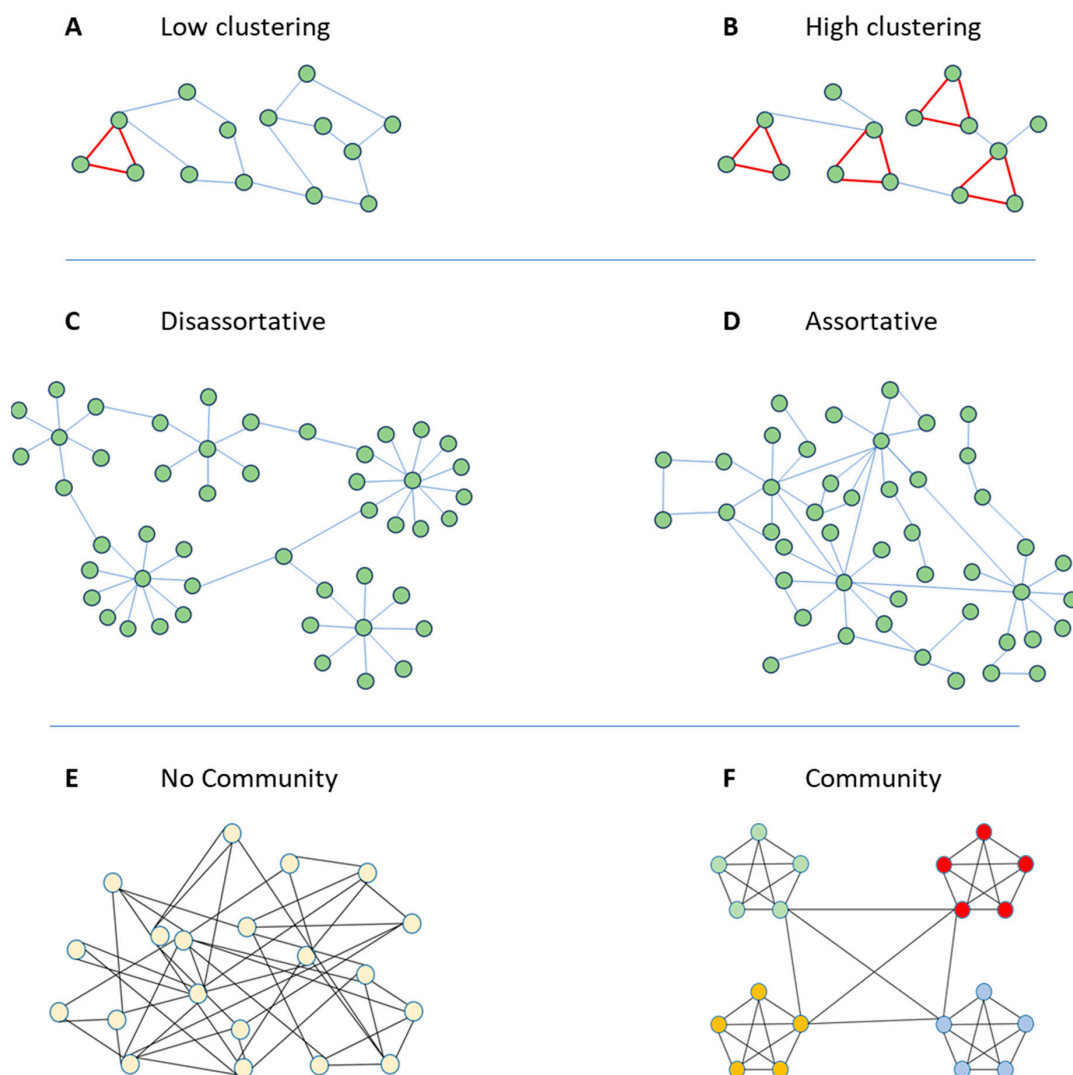 A Low clustering
B High clustering
C Disassortative
D Assortative
E No Community
F Community